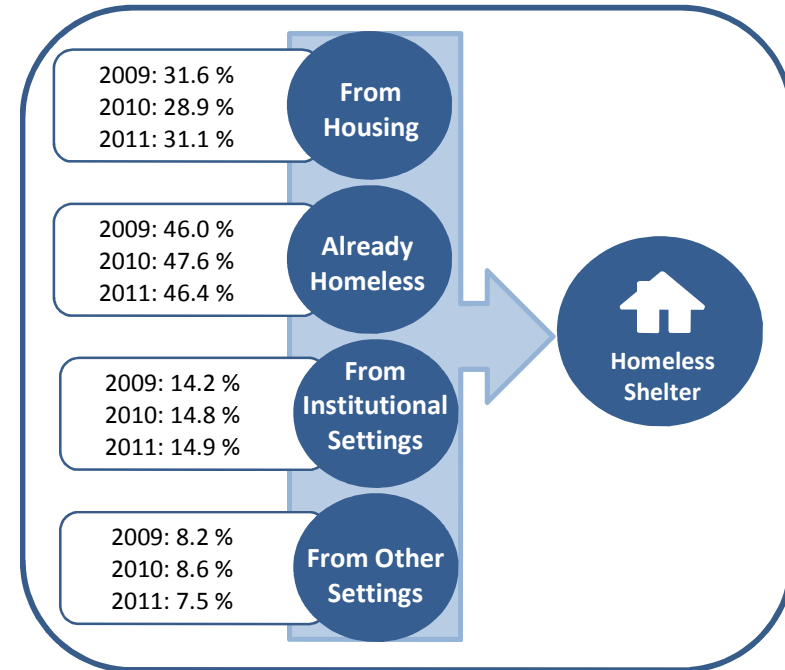 2009: 31.6 %
2010: 28.9 %
2011: 31.1 %
From
Housing
2009: 46.0 %
2010: 47.6 %
2011: 46.4 %
Already
Homeless
2009: 14.2 %
2010: 14.8 %
2011: 14.9 %
From
Institutional
Settings
2009: 8.2 %
2010: 8.6 %
2011: 7.5 %
From Other
Settings
Homeless
Shelter